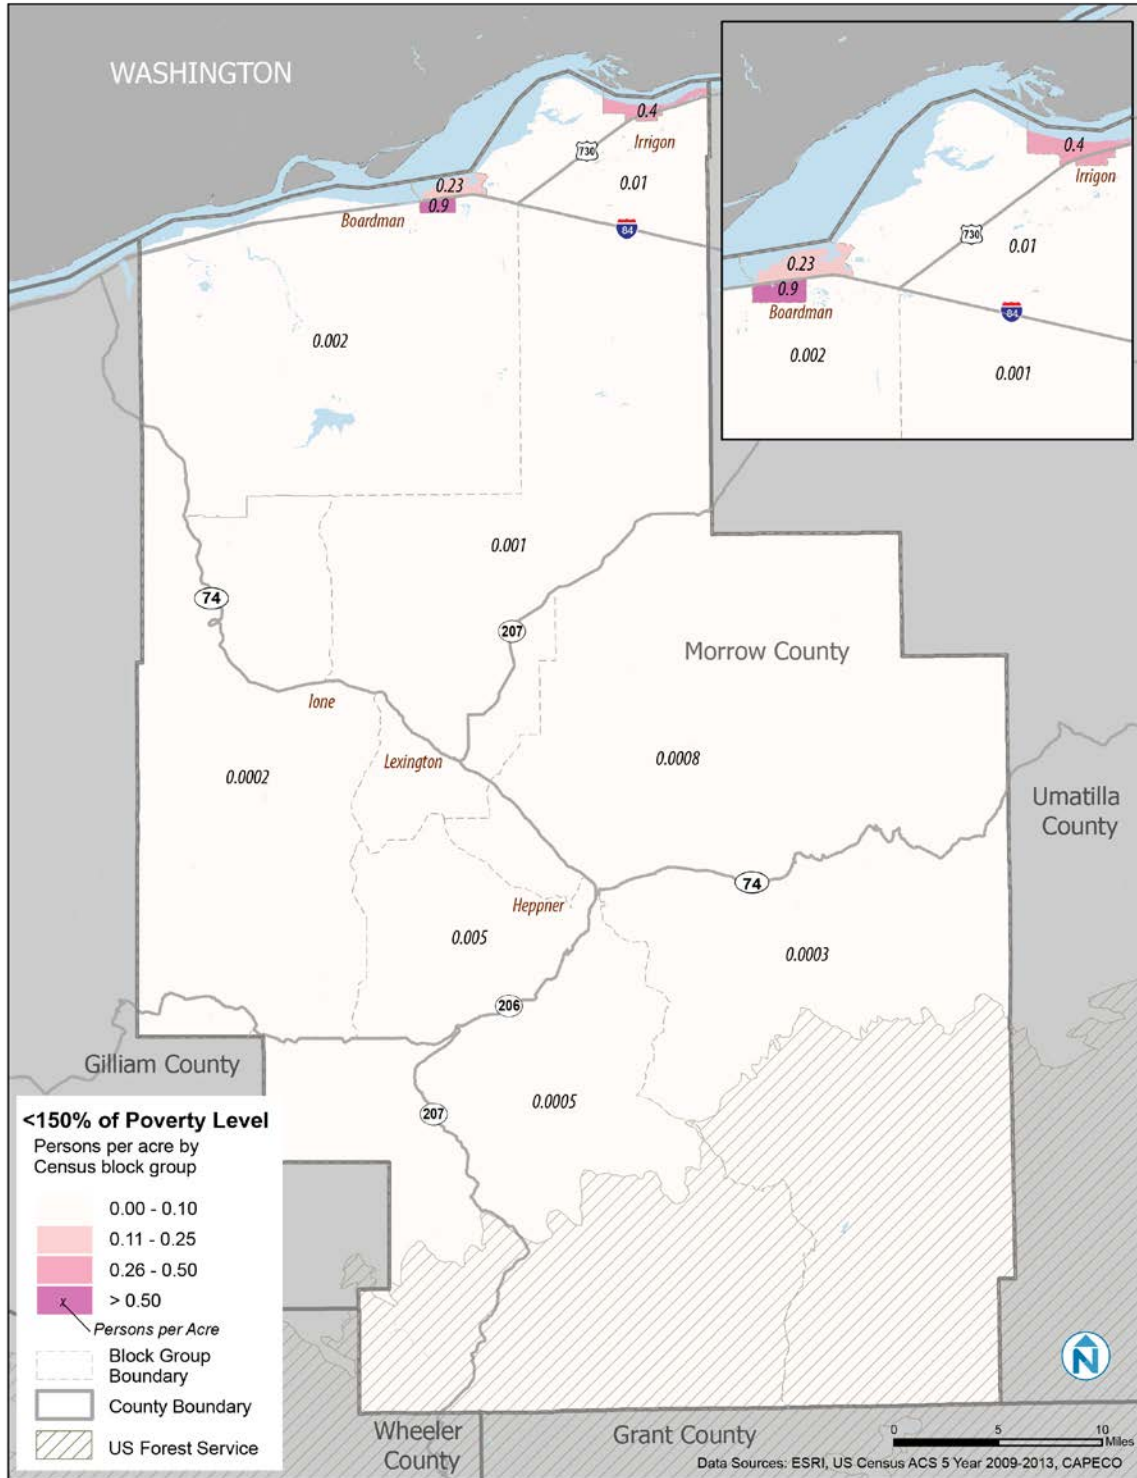 WASHINGTON
0.4
Irrigon
730
0.01
0.23
0.9
Boardman
84
0.002
0.4
Irrigon
730
0.01
0.23
0.9
Boardman
84
0.002
0.001
0.001
74
207
Morrow County
Ione
Lexington
0.0002
0.0008
Umatilla
County
74
Heppner
0.005
0.0003
206
Gilliam County
0.0005
207
<150% of Poverty Level
Persons per acre by
Census block group
0.00 - 0.10
0.11 - 0.25
0.26 - 0.50
> 0.50
x
Persons per Acre
Block Group
Boundary
County Boundary
US Forest Service
N
Wheeler
County
Grant County
0 5 10
Miles
Data Sources: ESRI, US Census ACS 5 Year 2009-2013, CAPECO